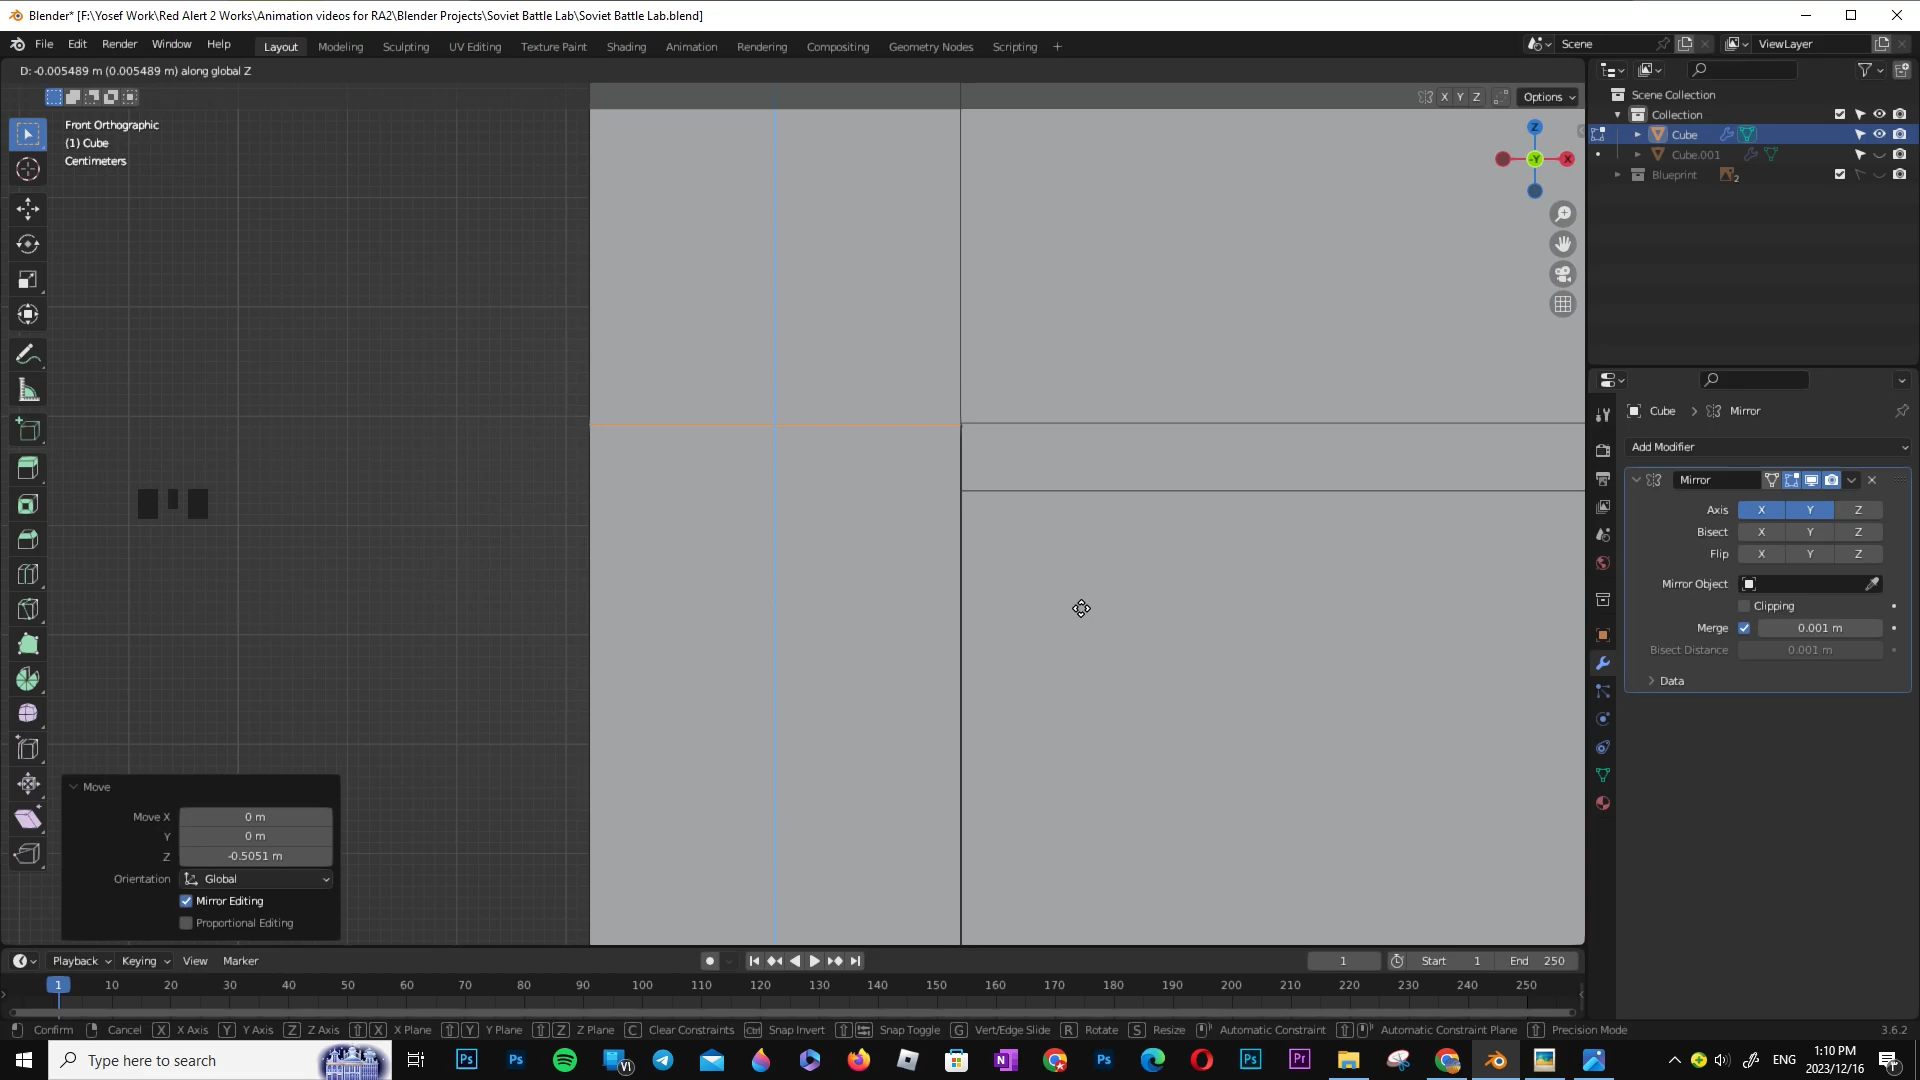 Blender* [F:\Yosef Work\Red Alert 2 Works\Animation videos for RA2\Blender Projects\Soviet Battle Lab\Soviet Battle Lab.blend]
File Edit Render Window Help Layout Modeling Sculpting UV Editing Texture Paint Shading Animation Rendering Compositing Geometry Nodes Scripting + Scene ViewLayer
D: -0.005489 m (0.005489 m) along global Z
X Y Z Options
Front Orthographic
(1) Cube
Centimeters
Z
-Y X
Scene Collection
Collection
Cube
Cube.001
Blueprint 2
Cube > Mirror
Add Modifier
Mirror
Axis X Y Z
Bisect X Y Z
Flip X Y Z
Mirror Object
Clipping
Merge 0.001 m
Bisect Distance 0.001 m
Data
Move
Move X 0 m
Y 0 m
Z -0.5051 m
Orientation Global
Mirror Editing
Proportional Editing
Playback Keying View Marker 1 Start 1 End 250
1 10 20 30 40 50 60 70 80 90 100 110 120 130 140 150 160 170 180 190 200 210 220 230 240 250
Confirm Cancel X X Axis Y Y Axis Z Z Axis X X Plane Y Y Plane Z Z Plane C Clear Constraints Ctrl Snap Invert Snap Toggle G Vert/Edge Slide R Rotate S Resize Automatic Constraint Automatic Constraint Plane Precision Mode 3.6.2
Type here to search
ENG
1:10 PM
2023/12/16